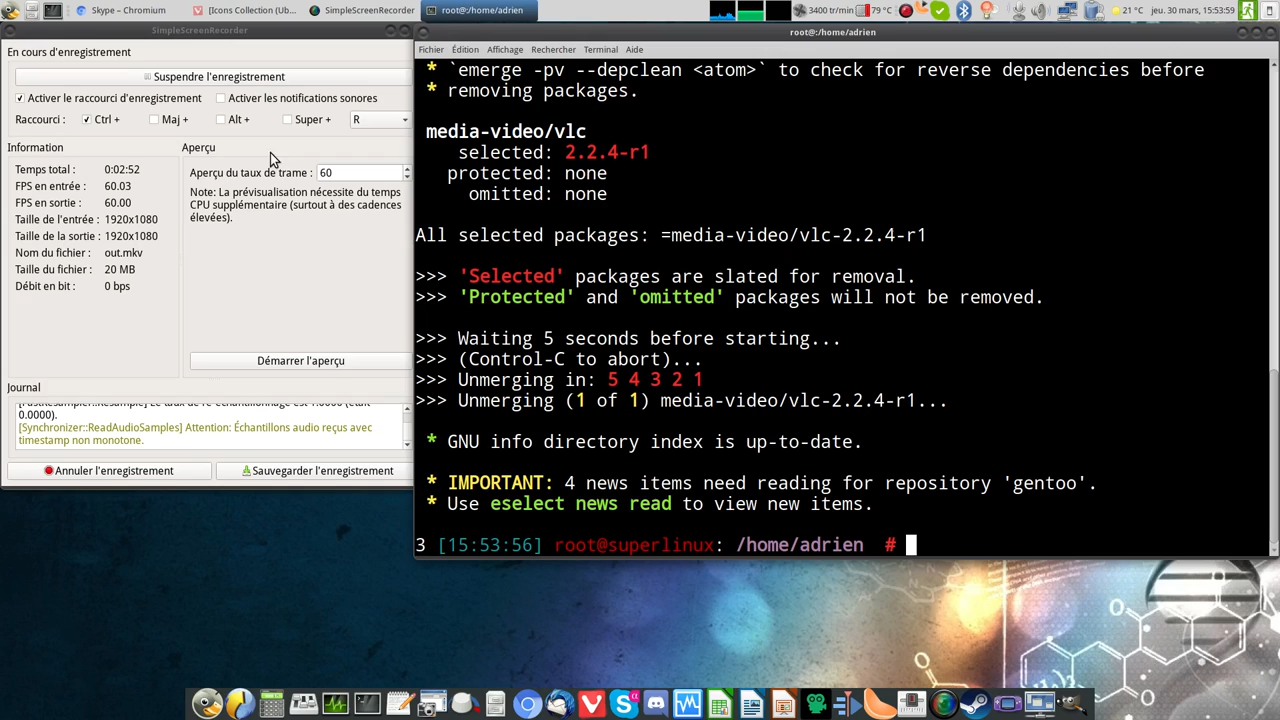 Skype – Chromium
[Icons Collection (Ub...
SimpleScreenRecorder
root@:/home/adrien
3400 tr/min
79 °C
21 °C
jeu. 30 mars, 15:53:59
SimpleScreenRecorder
En cours d'enregistrement
Suspendre l'enregistrement
Activer le raccourci d'enregistrement
Activer les notifications sonores
Raccourci :
Ctrl +
Maj +
Alt +
Super +
R
Information
Temps total : 0:02:52
FPS en entrée : 60.03
FPS en sortie : 60.00
Taille de l'entrée : 1920x1080
Taille de la sortie : 1920x1080
Nom du fichier : out.mkv
Taille du fichier : 20 MB
Débit en bit : 0 bps
Aperçu
Aperçu du taux de trame : 60
Note: La prévisualisation nécesite du temps
CPU supplémentaire (surtout à des cadences
élevées).
Démarrer l'aperçu
Journal
[FastResampler::Resample] Le taux de ré-échantillonnage est 1.0000 (était
0.0000).
[Synchronizer::ReadAudioSamples] Attention: Échantillons audio reçus avec
timestamp non monotone.
Annuler l'enregistrement
Sauvegarder l'enregistrement
root@:/home/adrien
Fichier Édition Affichage Rechercher Terminal Aide
* `emerge -pv --depclean <atom>` to check for reverse dependencies before
* removing packages.
media-video/vlc
selected: 2.2.4-r1
protected: none
omitted: none
All selected packages: =media-video/vlc-2.2.4-r1
>>> 'Selected' packages are slated for removal.
>>> 'Protected' and 'omitted' packages will not be removed.
>>> Waiting 5 seconds before starting...
>>> (Control-C to abort)...
>>> Unmerging in: 5 4 3 2 1
>>> Unmerging (1 of 1) media-video/vlc-2.2.4-r1...
* GNU info directory index is up-to-date.
* IMPORTANT: 4 news items need reading for repository 'gentoo'.
* Use eselect news read to view new items.
3 [15:53:56] root@superlinux: /home/adrien #